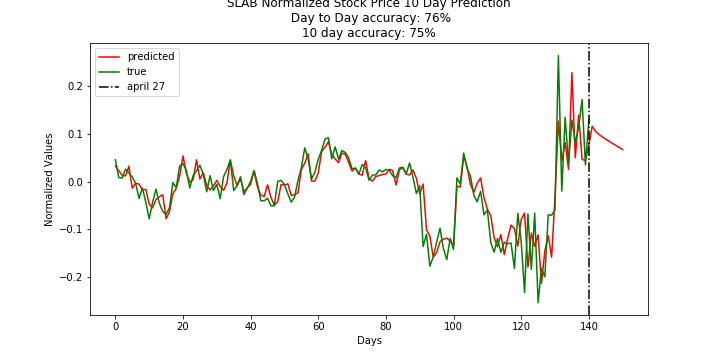 SLAB Normalized Stock Price 10 Day Prediction
Day to Day accuracy: 76%
10 day accuracy: 75%
predicted
true
april 27
Normalized Values
0.2
0.1
0.0
−0.1
−0.2
0
20
40
60
80
100
120
140
Days